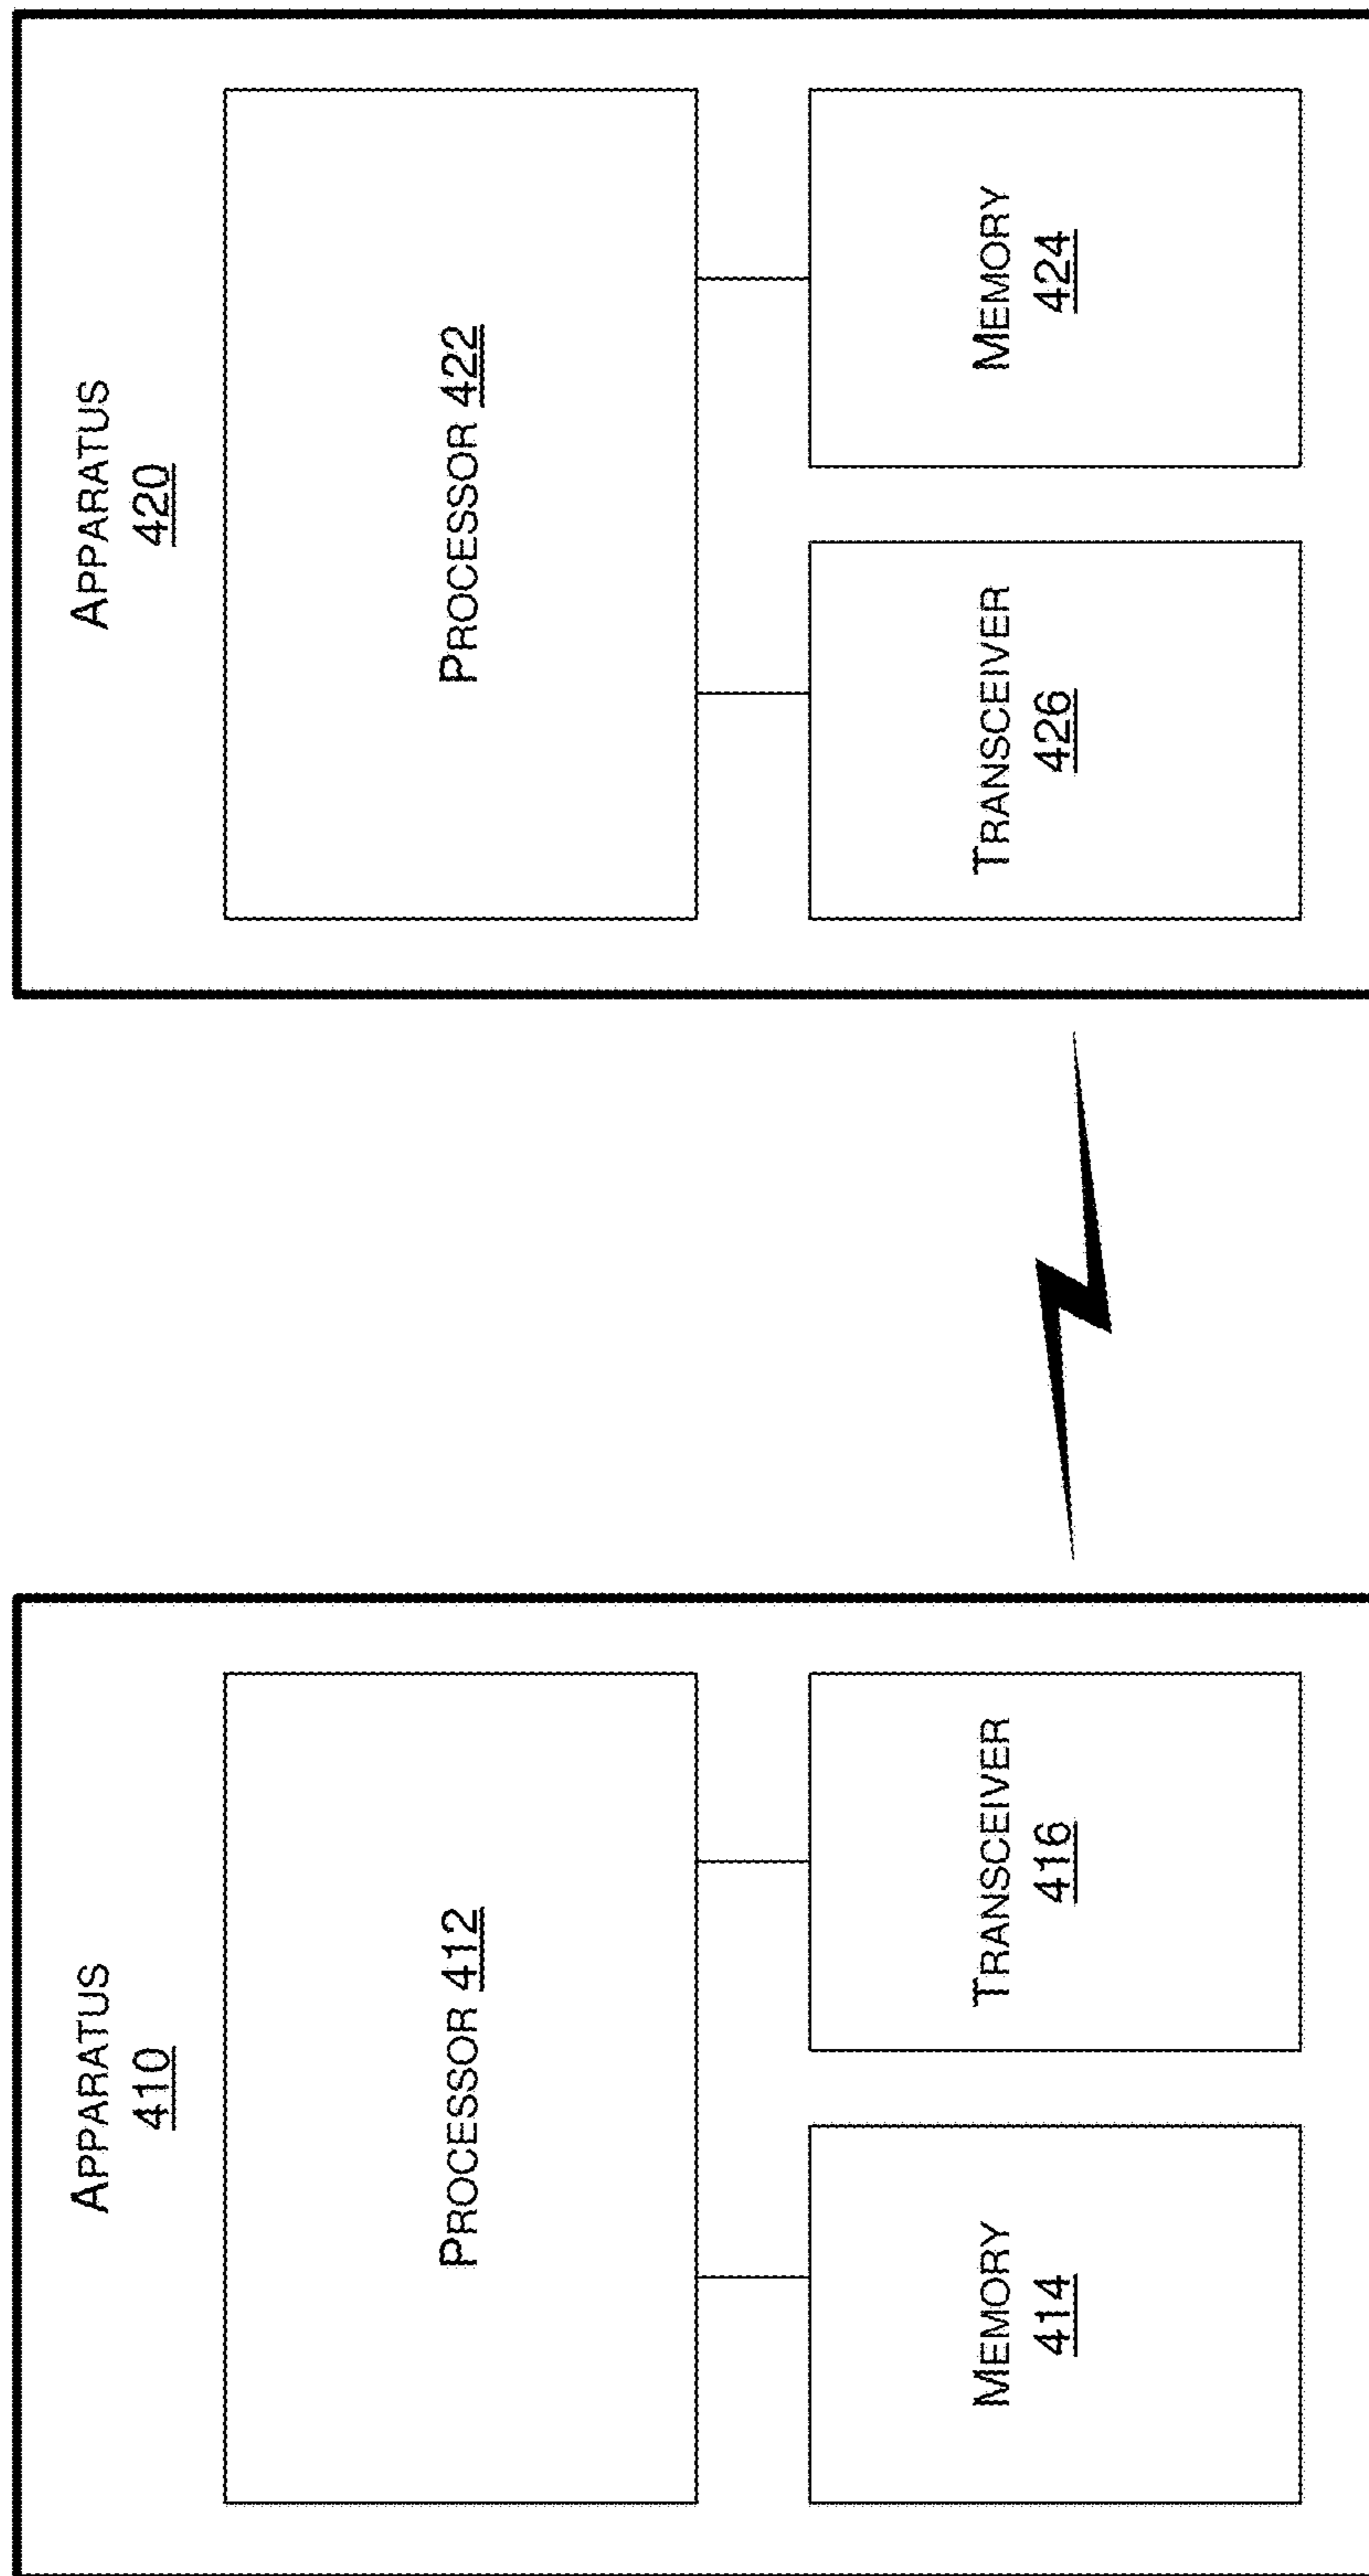 APPARATUS
410
PROCESSOR 412
MEMORY
414
TRANSCEIVER
416
APPARATUS
420
PROCESSOR 422
TRANSCEIVER
426
MEMORY
424